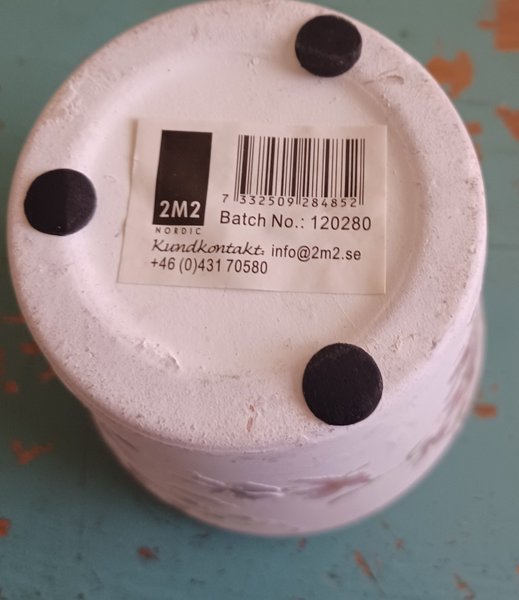 2M2
NORDIC
7 332509 284852
Batch No.: 120280
Kundkontakt: info@2m2.se
+46 (0)431 70580